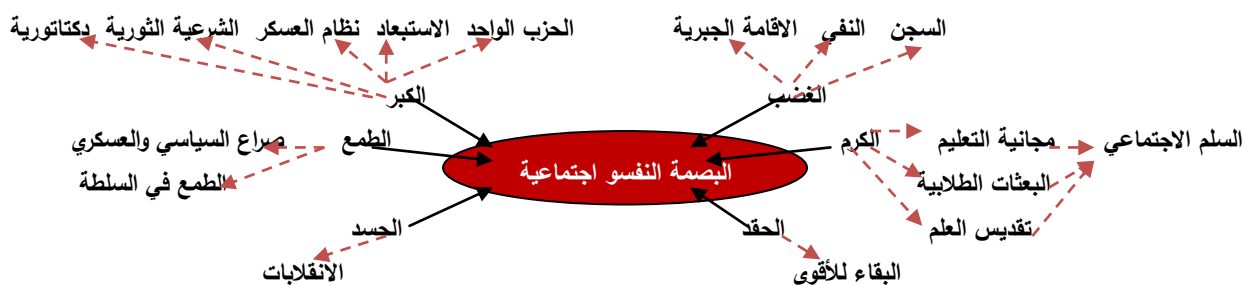 السجن النفي الاقامة الجبرية الحزب الواحد الاستبعاد نظام العسكر الشرعية الثورية دكتاتورية
الغضب الكبر
السلم الاجتماعي مجانية التعليم الكرم الطمع صراع السياسي والعسكري
البصمة النفسو اجتماعية
البعثات الطلابية الطمع في السلطة
تقديس العلم الحقد الحسد
البقاء للأقوى الانقلابات